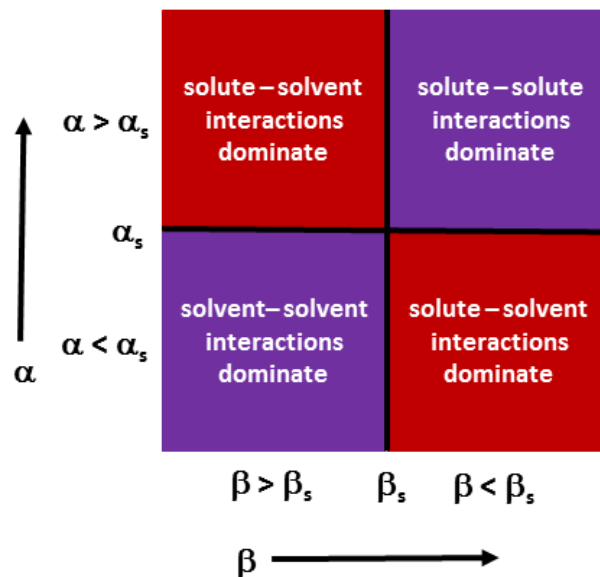 solute – solvent
interactions
dominate
solute – solute
interactions
dominate
α > αs
αs
solvent– solvent
interactions
dominate
solute – solvent
interactions
dominate
α < αs
α
β > βs
βs
β < βs
β